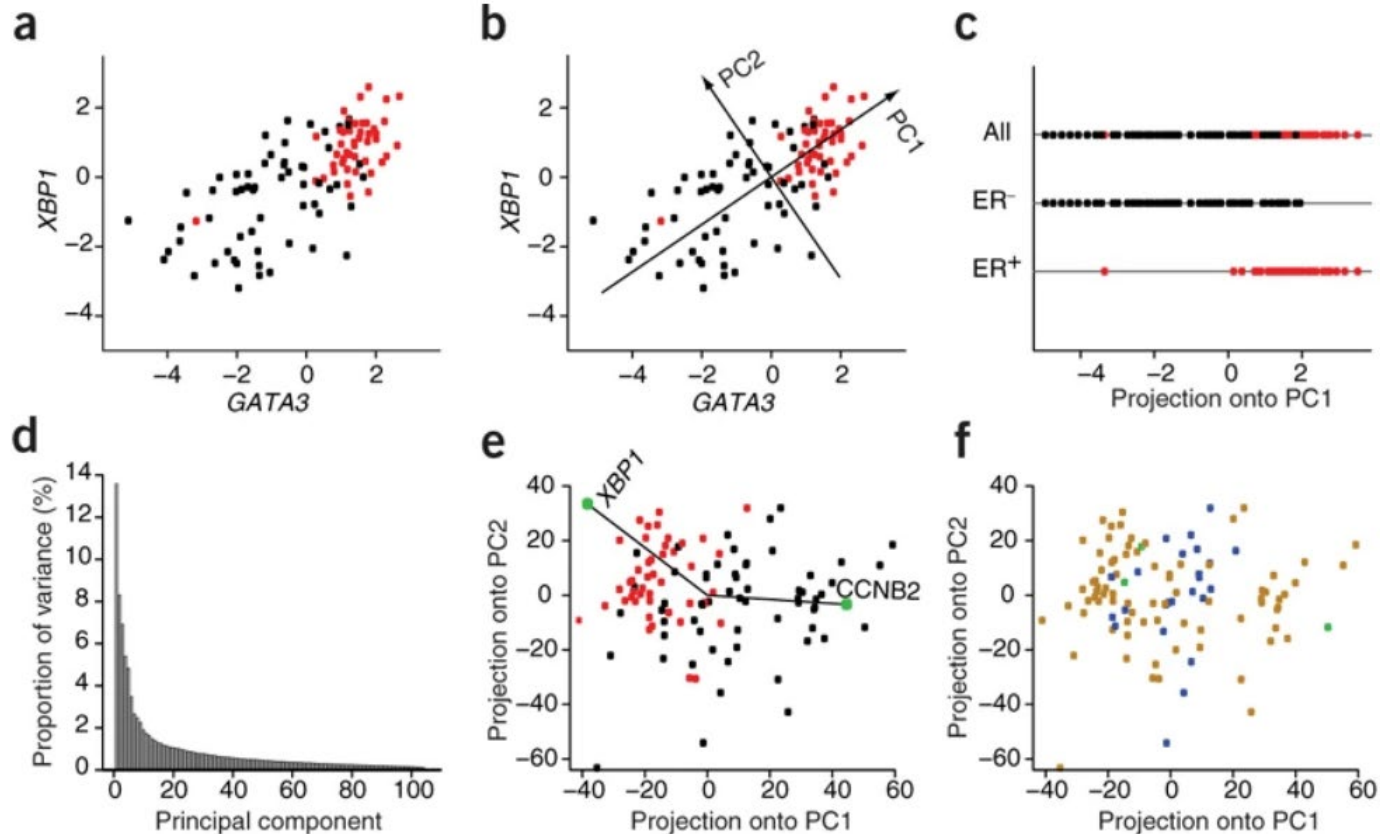 a
XBP1
2
0
−2
−4
−4 −2 0 2
GATA3
b
XBP1
2
0
−2
−4
PC2
PC1
−4 −2 0 2
GATA3
c
All
ER−
ER+
−4 −2 0 2
Projection onto PC1
d
Proportion of variance (%)
14
12
10
8
6
4
2
0
0 20 40 60 80 100
Principal component
e
Projection onto PC2
40
20
0
−20
−40
−60
XBP1
CCNB2
−40 −20 0 20 40 60
Projection onto PC1
f
Projection onto PC2
40
20
0
−20
−40
−60
−40 −20 0 20 40 60
Projection onto PC1